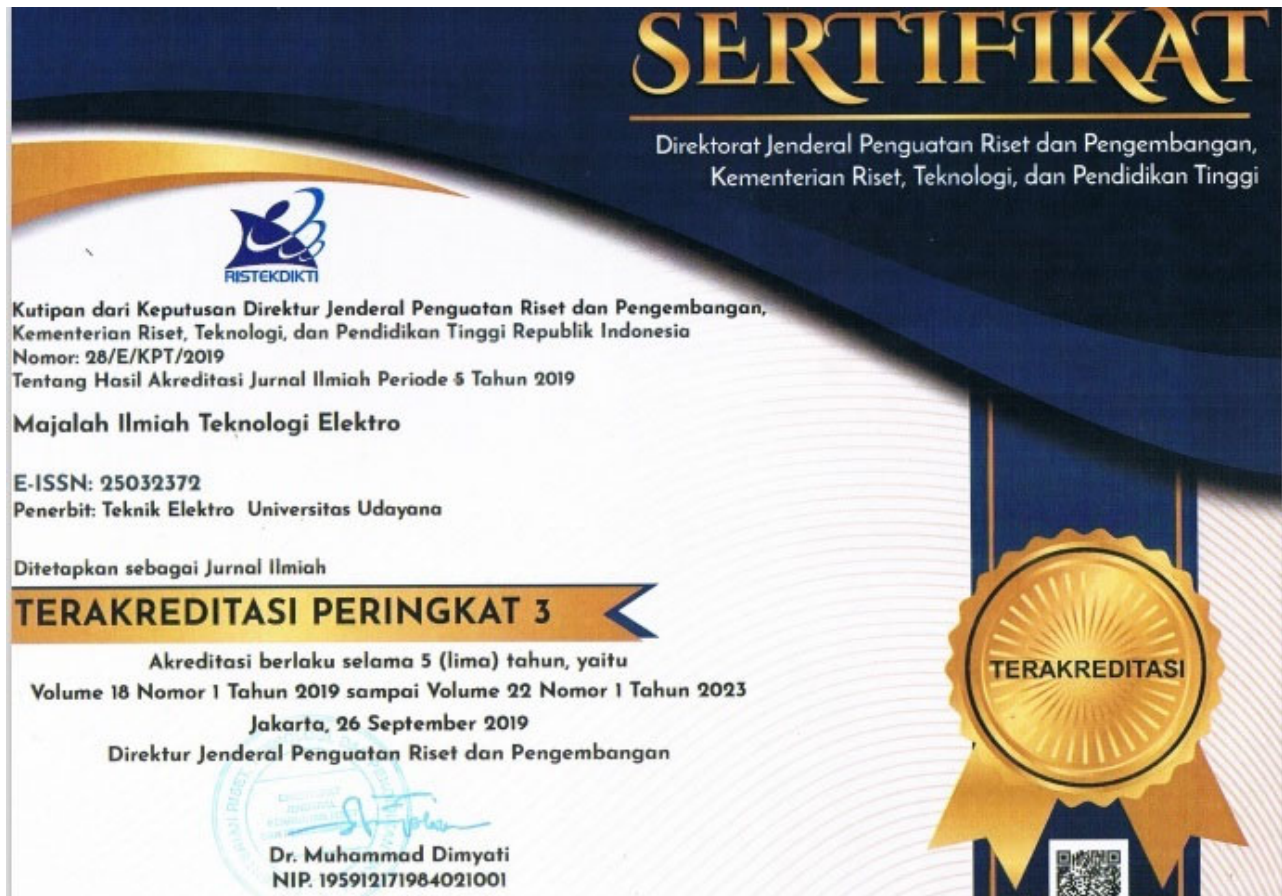 SERTIFIKAT
Direktorat Jenderal Penguatan Riset dan Pengembangan,
Kementerian Riset, Teknologi, dan Pendidikan Tinggi
RISTEKDIKTI
Kutipan dari Keputusan Direktur Jenderal Penguatan Riset dan Pengembangan,
Kementerian Riset, Teknologi, dan Pendidikan Tinggi Republik Indonesia
Nomor: 28/E/KPT/2019
Tentang Hasil Akreditasi Jurnal Ilmiah Periode 5 Tahun 2019
Majalah Ilmiah Teknologi Elektro
E-ISSN: 25032372
Penerbit: Teknik Elektro Universitas Udayana
Ditetapkan sebagai Jurnal Ilmiah
TERAKREDITASI PERINGKAT 3
Akreditasi berlaku selama 5 (lima) tahun, yaitu
Volume 18 Nomor 1 Tahun 2019 sampai Volume 22 Nomor 1 Tahun 2023
Jakarta, 26 September 2019
Direktur Jenderal Penguatan Riset dan Pengembangan
Dr. Muhammad Dimyati
NIP. 195912171984021001
TERAKREDITASI